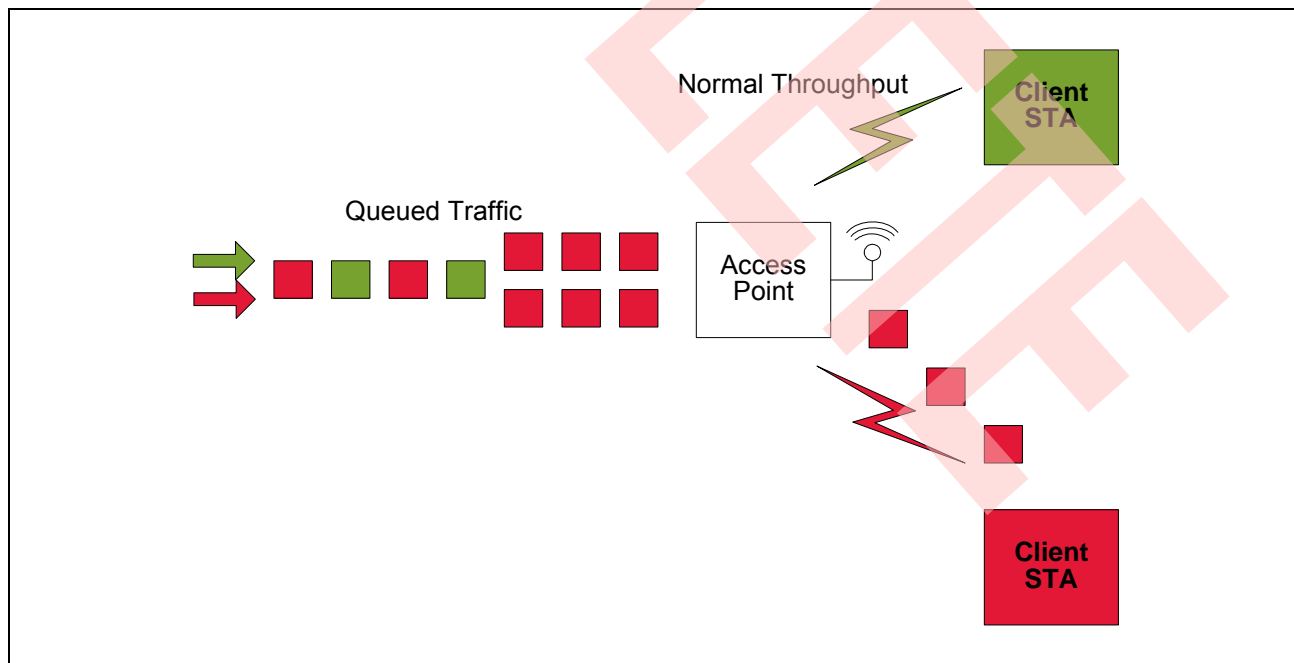 Normal Throughput
Client
STA
Queued Traffic
Access
Point
Client
STA